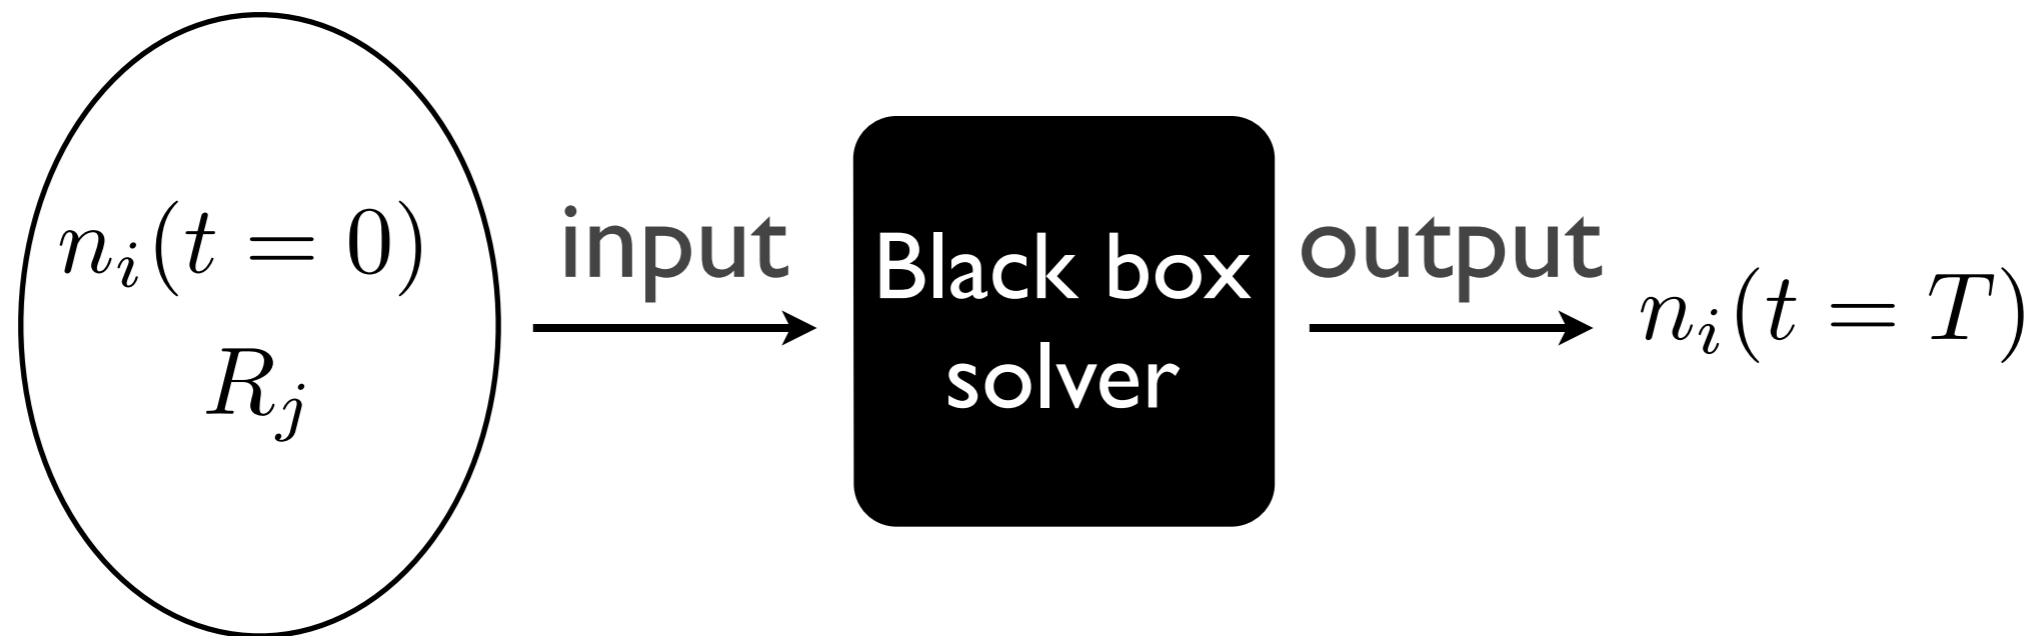 n_i(t = 0)
R_j
input
Black box
solver
output
n_i(t = T)